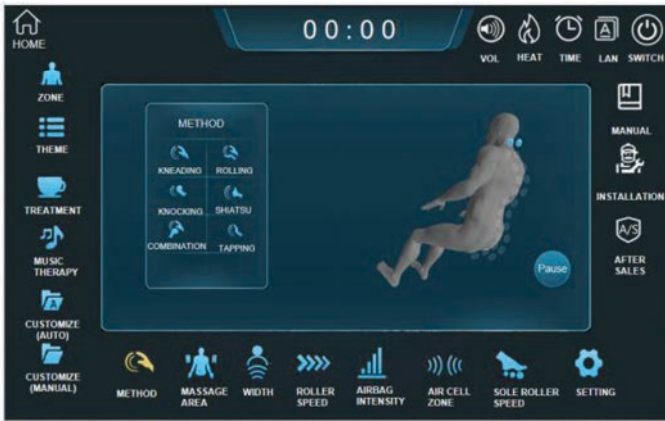 HOME
00:00
VOL
HEAT
TIME
A
LAN
SWITCH
ZONE
THEME
TREATMENT
MUSIC
THERAPY
A
CUSTOMIZE
(AUTO)
CUSTOMIZE
(MANUAL)
METHOD
KNEADING
ROLLING
KNOCKING
SHIATSU
COMBINATION
TAPPING
Pause
MANUAL
INSTALLATION
A/S
AFTER
SALES
METHOD
MASSAGE
AREA
WIDTH
ROLLER
SPEED
AIRBAG
INTENSITY
AIR CELL
ZONE
SOLE ROLLER
SPEED
SETTING